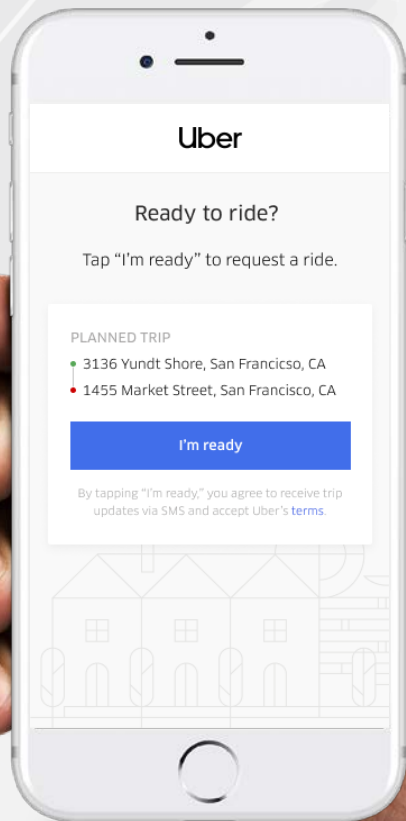 Uber
Ready to ride?
Tap “I’m ready” to request a ride.
PLANNED TRIP
3136 Yundt Shore, San Francicso, CA
1455 Market Street, San Francisco, CA
I’m ready
By tapping “I’m ready,” you agree to receive trip
updates via SMS and accept Uber’s terms.